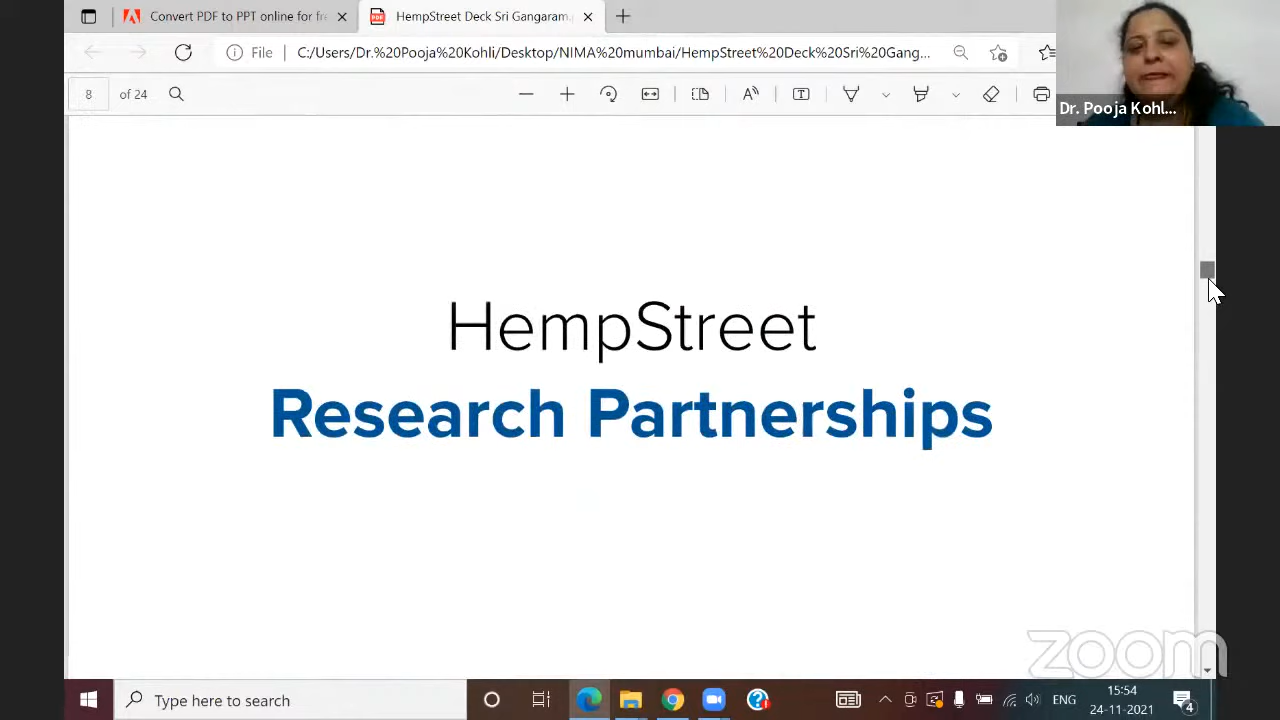 Convert PDF to PPT online for fre
HempStreet Deck Sri Gangaram.
File
C:/Users/Dr.%20Pooja%20Kohli/Desktop/NIMA%20mumbai/HempStreet%20Deck%20Sri%20Gang...
8 of 24
Dr. Pooja Kohl...
HempStreet
Research Partnerships
zoom
Type here to search
ENG
15:54
24-11-2021
4